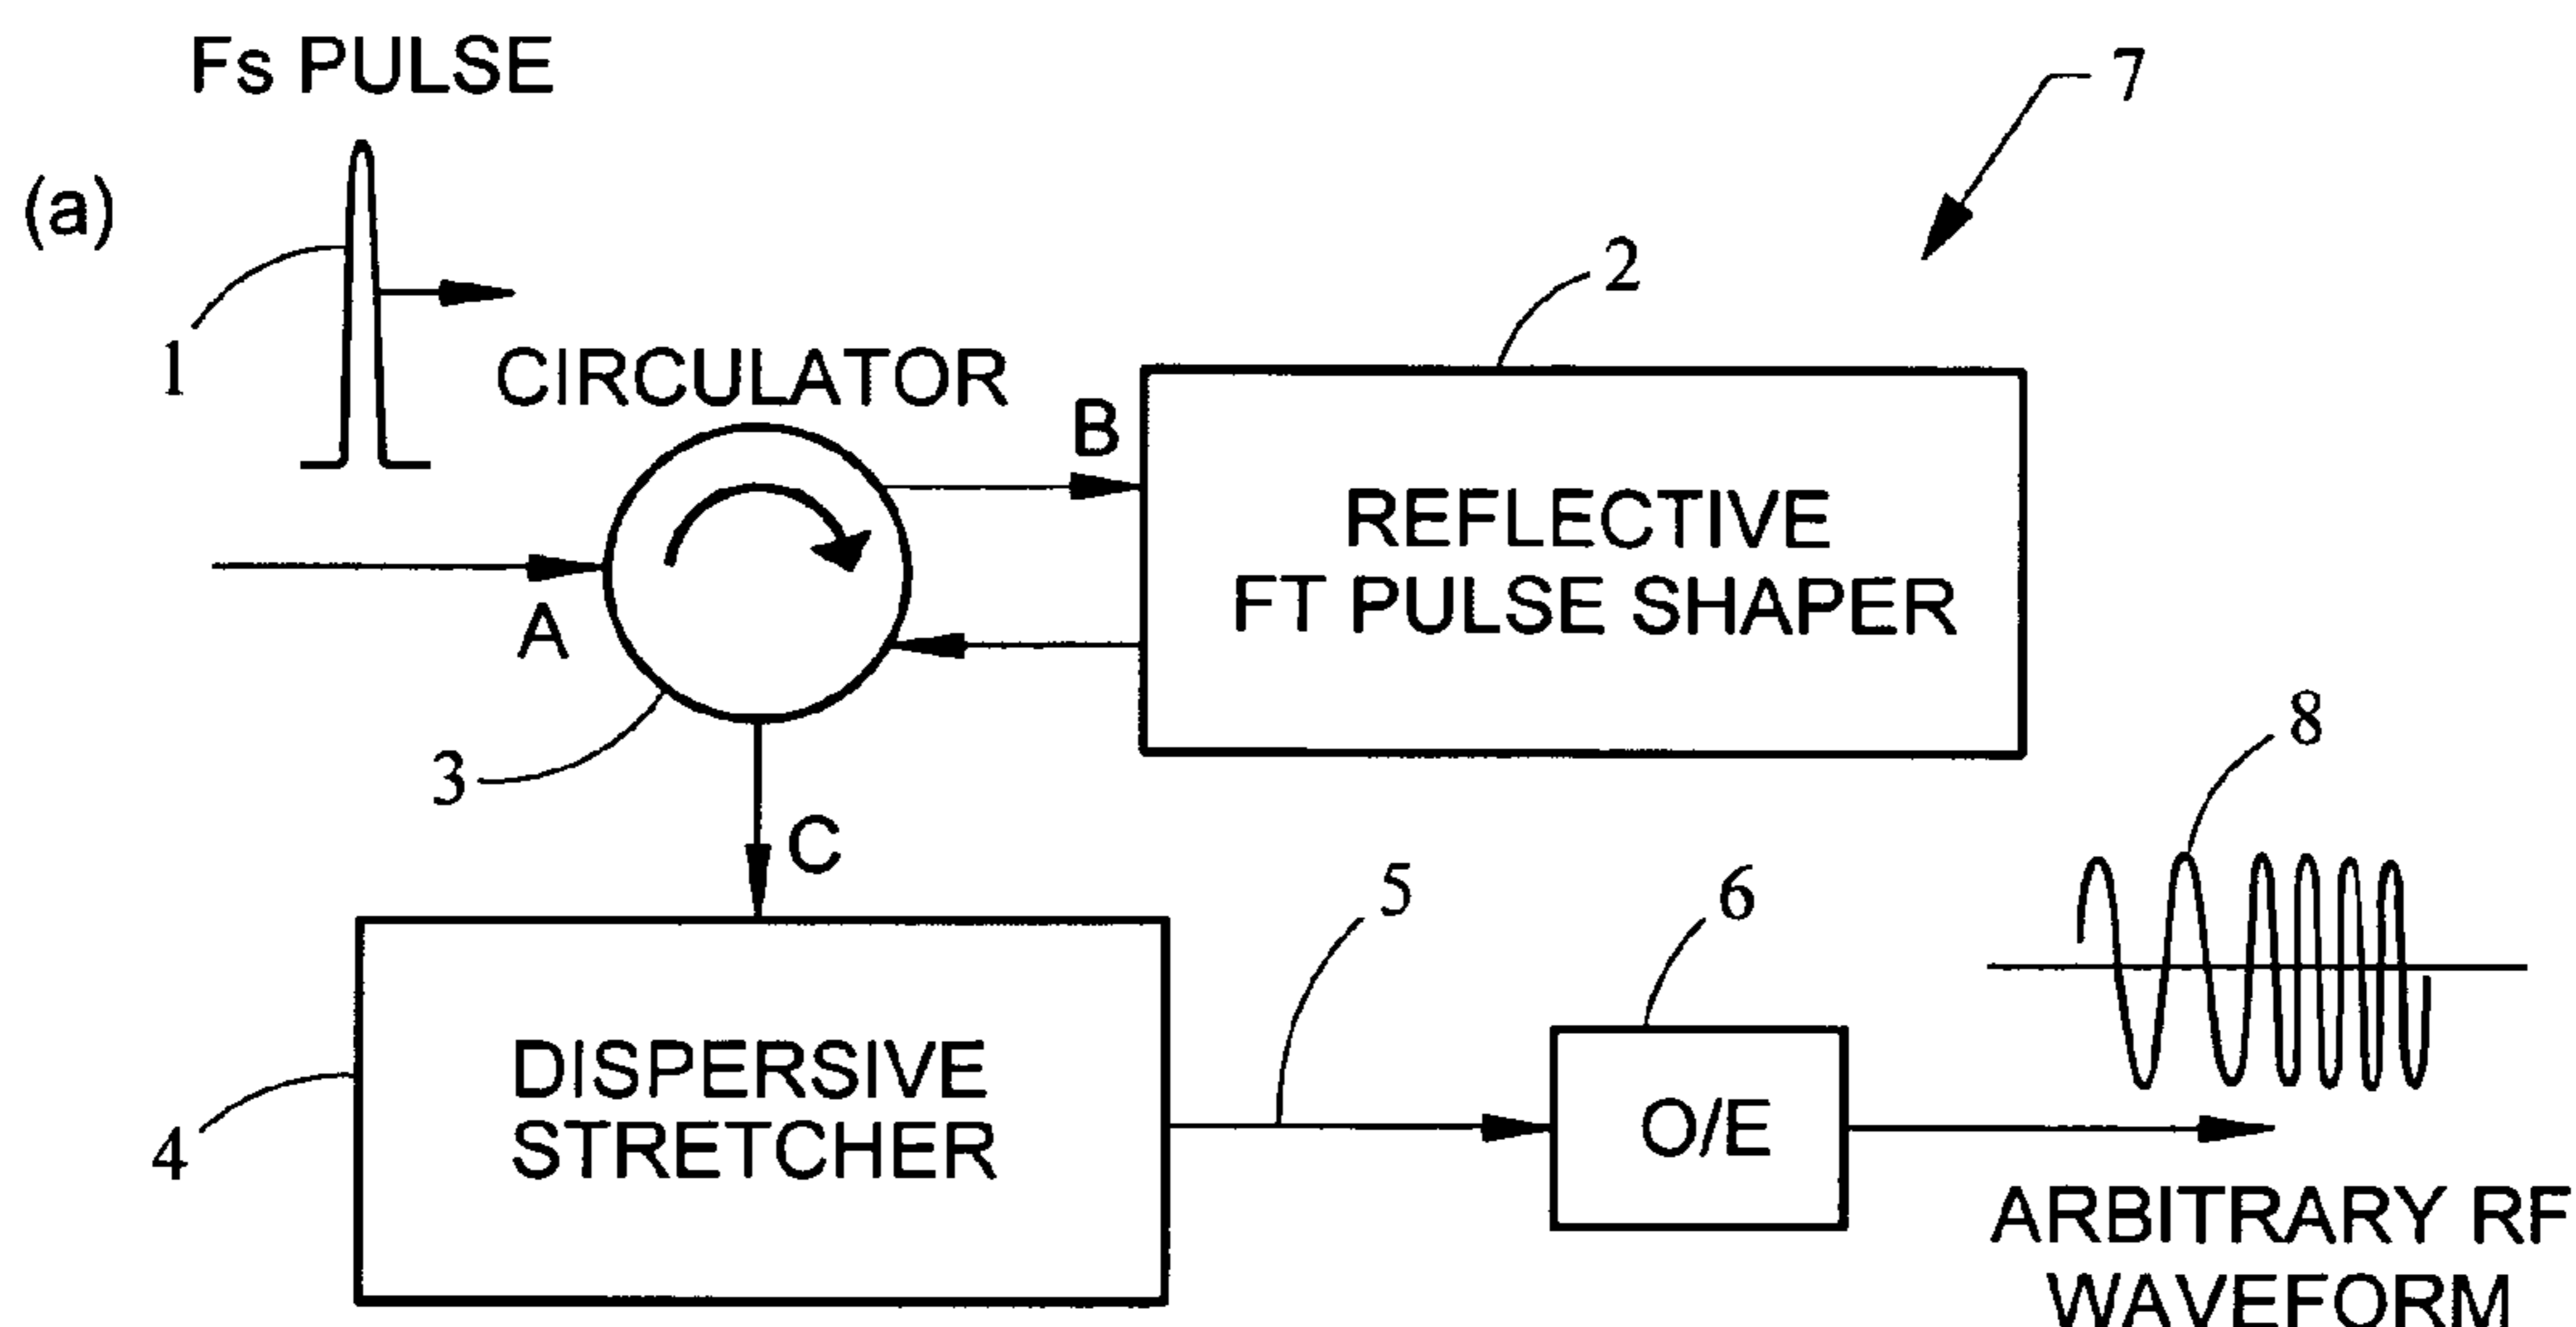 Fs PULSE
7
(a)
2
1
CIRCULATOR
B
REFLECTIVE
FT PULSE SHAPER
A
3
8
C
5
6
DISPERSIVE
STRETCHER
O/E
4
ARBITRARY RF
WAVEFORM